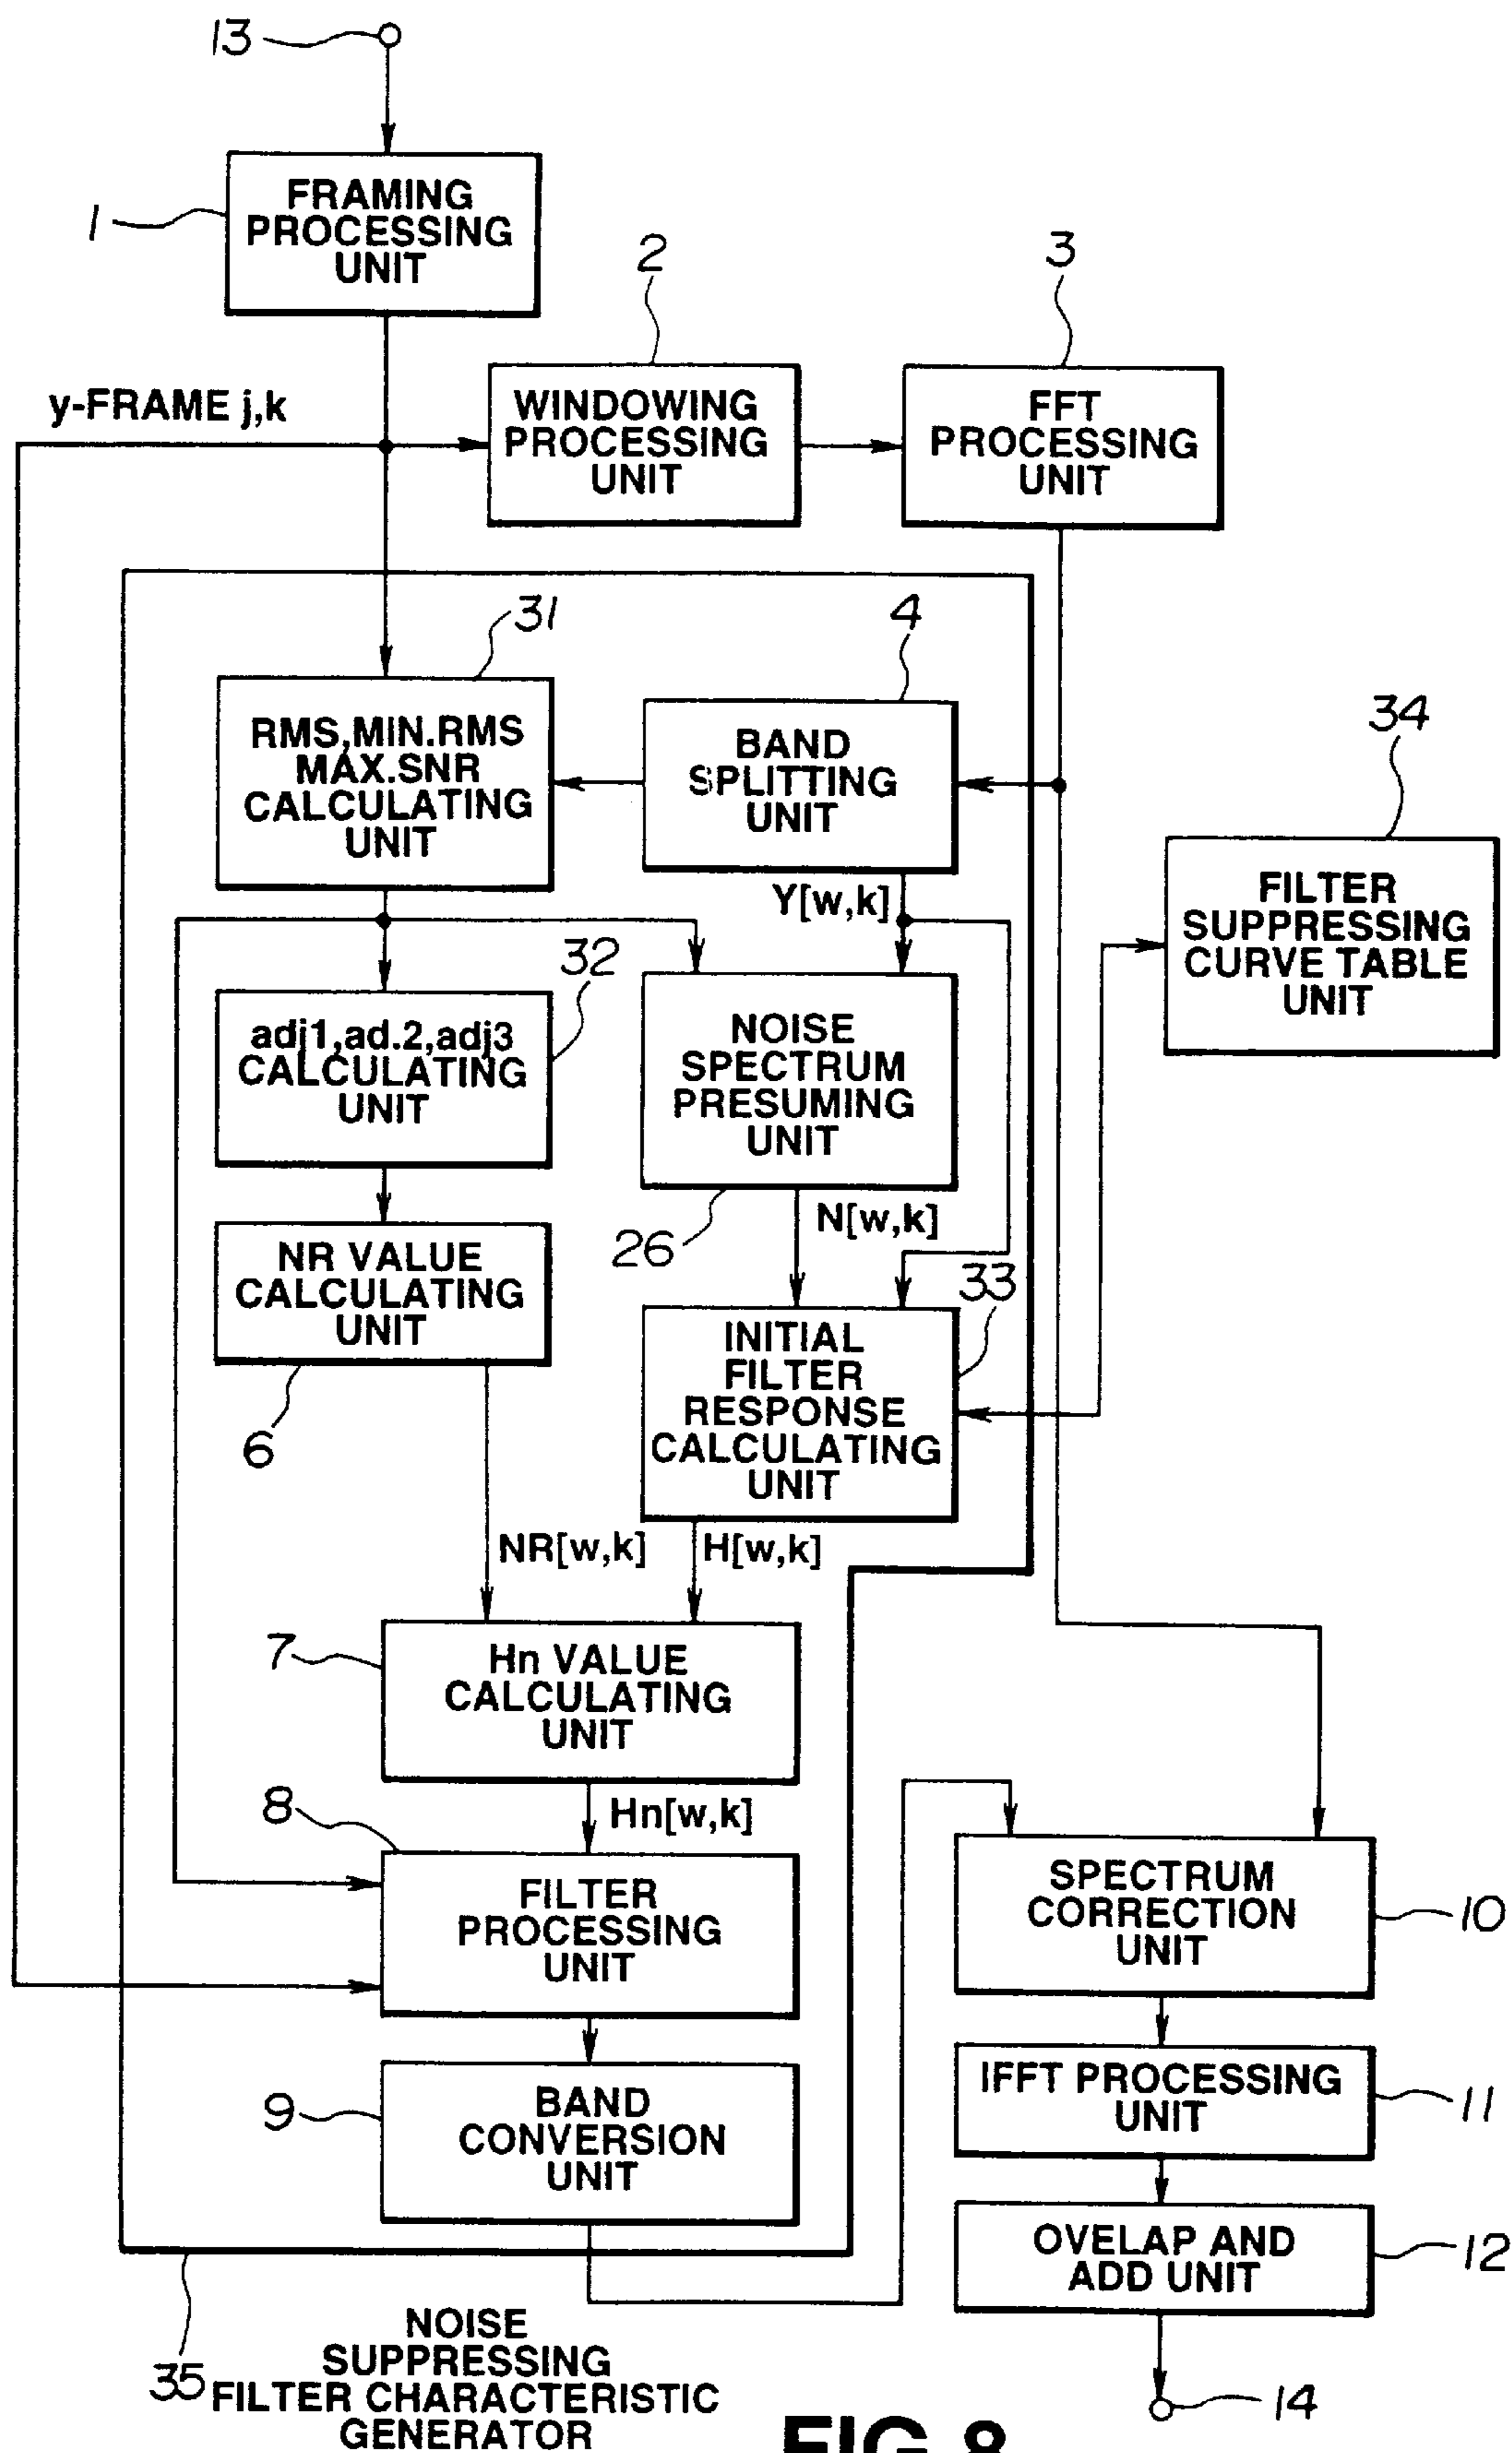 13
FRAMING
PROCESSING
UNIT
1
2
3
y-FRAME j,k
WINDOWING
PROCESSING
UNIT
FFT
PROCESSING
UNIT
31
4
34
RMS,MIN.RMS
MAX.SNR
CALCULATING
UNIT
BAND
SPLITTING
UNIT
FILTER
SUPPRESSING
CURVE TABLE
UNIT
Y[w,k]
32
adj1,ad.2,adj3
CALCULATING
UNIT
NOISE
SPECTRUM
PRESUMING
UNIT
26
N[w,k]
NR VALUE
CALCULATING
UNIT
6
33
INITIAL
FILTER
RESPONSE
CALCULATING
UNIT
NR[w,k]
H[w,k]
7
Hn VALUE
CALCULATING
UNIT
8
Hn[w,k]
FILTER
PROCESSING
UNIT
SPECTRUM
CORRECTION
UNIT
10
9
BAND
CONVERSION
UNIT
IFFT PROCESSING
UNIT
11
OVELAP AND
ADD UNIT
12
35
NOISE
SUPPRESSING
FILTER CHARACTERISTIC
GENERATOR
14
FIG.8